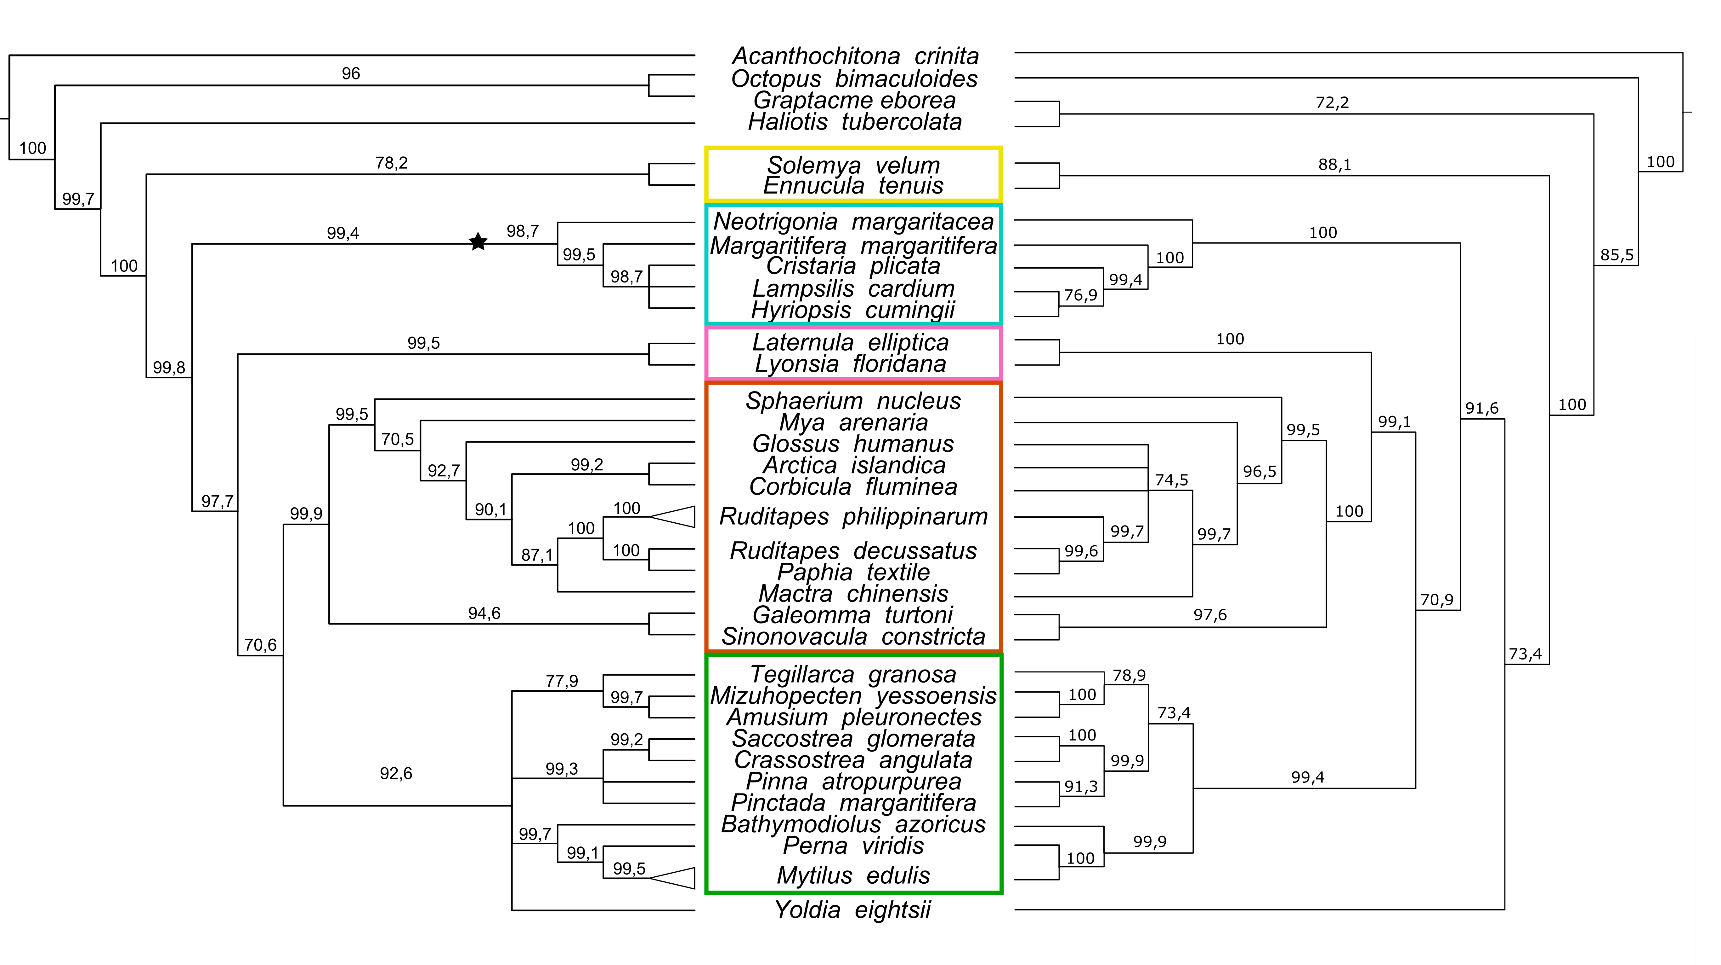 Acanthochitona crinita
96 Octopus bimaculoides
Graptacme eborea 72,2
Haliotis tubercolata
100 100
78,2 Solemya velum 88,1
99,7 Ennucula tenuis
Neotrigonia margaritacea
99,4 98,7 100
99,5 Margaritifera margaritifera 100 85,5
100 98,7 Cristaria plicata 99,4
Lampsilis cardium 76,9
Hyriopsis cumingii
99,5 Laternula elliptica 100
99,8 Lyonsia floridana
Sphaerium nucleus
99,5 Mya arenaria 99,1 91,6 100
70,5 Glossus humanus 99,5
92,7 99,2 Arctica islandica 74,5 96,5
90,1 Corbicula fluminea
97,7 99,9 100 Ruditapes philippinarum 100
100 99,7 99,7
87,1 100 Ruditapes decussatus 99,6
Paphia textile
Mactra chinensis 70,9
94,6 Galeomma turtoni 97,6
Sinonovacula constricta
70,6 73,4
77,9 Tegillarca granosa 78,9
99,7 Mizuhopecten yessoensis 100
Amusium pleuronectes 73,4
99,2 Saccostrea glomerata 100
99,3 Crassostrea angulata 99,9
92,6 Pinna atropurpurea 91,3 99,4
Pinctada margaritifera
99,7 Bathymodiolus azoricus
99,1 Perna viridis 100 99,9
99,5 Mytilus edulis
Yoldia eightsii